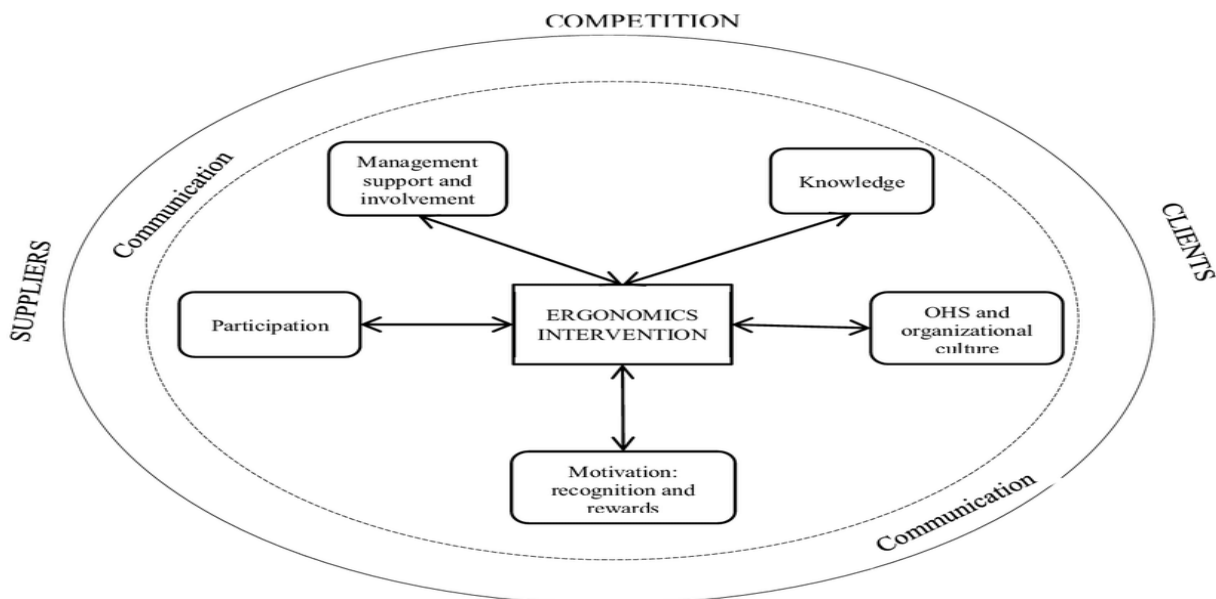 COMPETITION
Communication
Management
support and
involvement
Knowledge
SUPPLIERS
CLIENTS
Participation
ERGONOMICS
INTERVENTION
OHS and
organizational
culture
Motivation:
recognition and
rewards
Communication